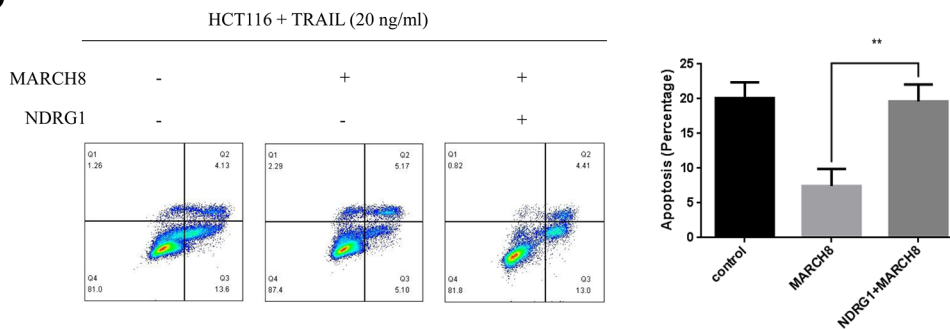 HCT116 + TRAIL (20 ng/ml)
MARCH8 - + +
NDRG1 - - +
Q1 Q2
1.26 4.13
Q4 Q3
81.0 13.6
Q1 Q2
2.29 5.17
Q4 Q3
87.4 5.10
Q1 Q2
0.82 4.41
Q4 Q3
81.8 13.0
**
Apoptosis (Percentage)
25
20
15
10
5
0
control
MARCH8
NDRG1+MARCH8